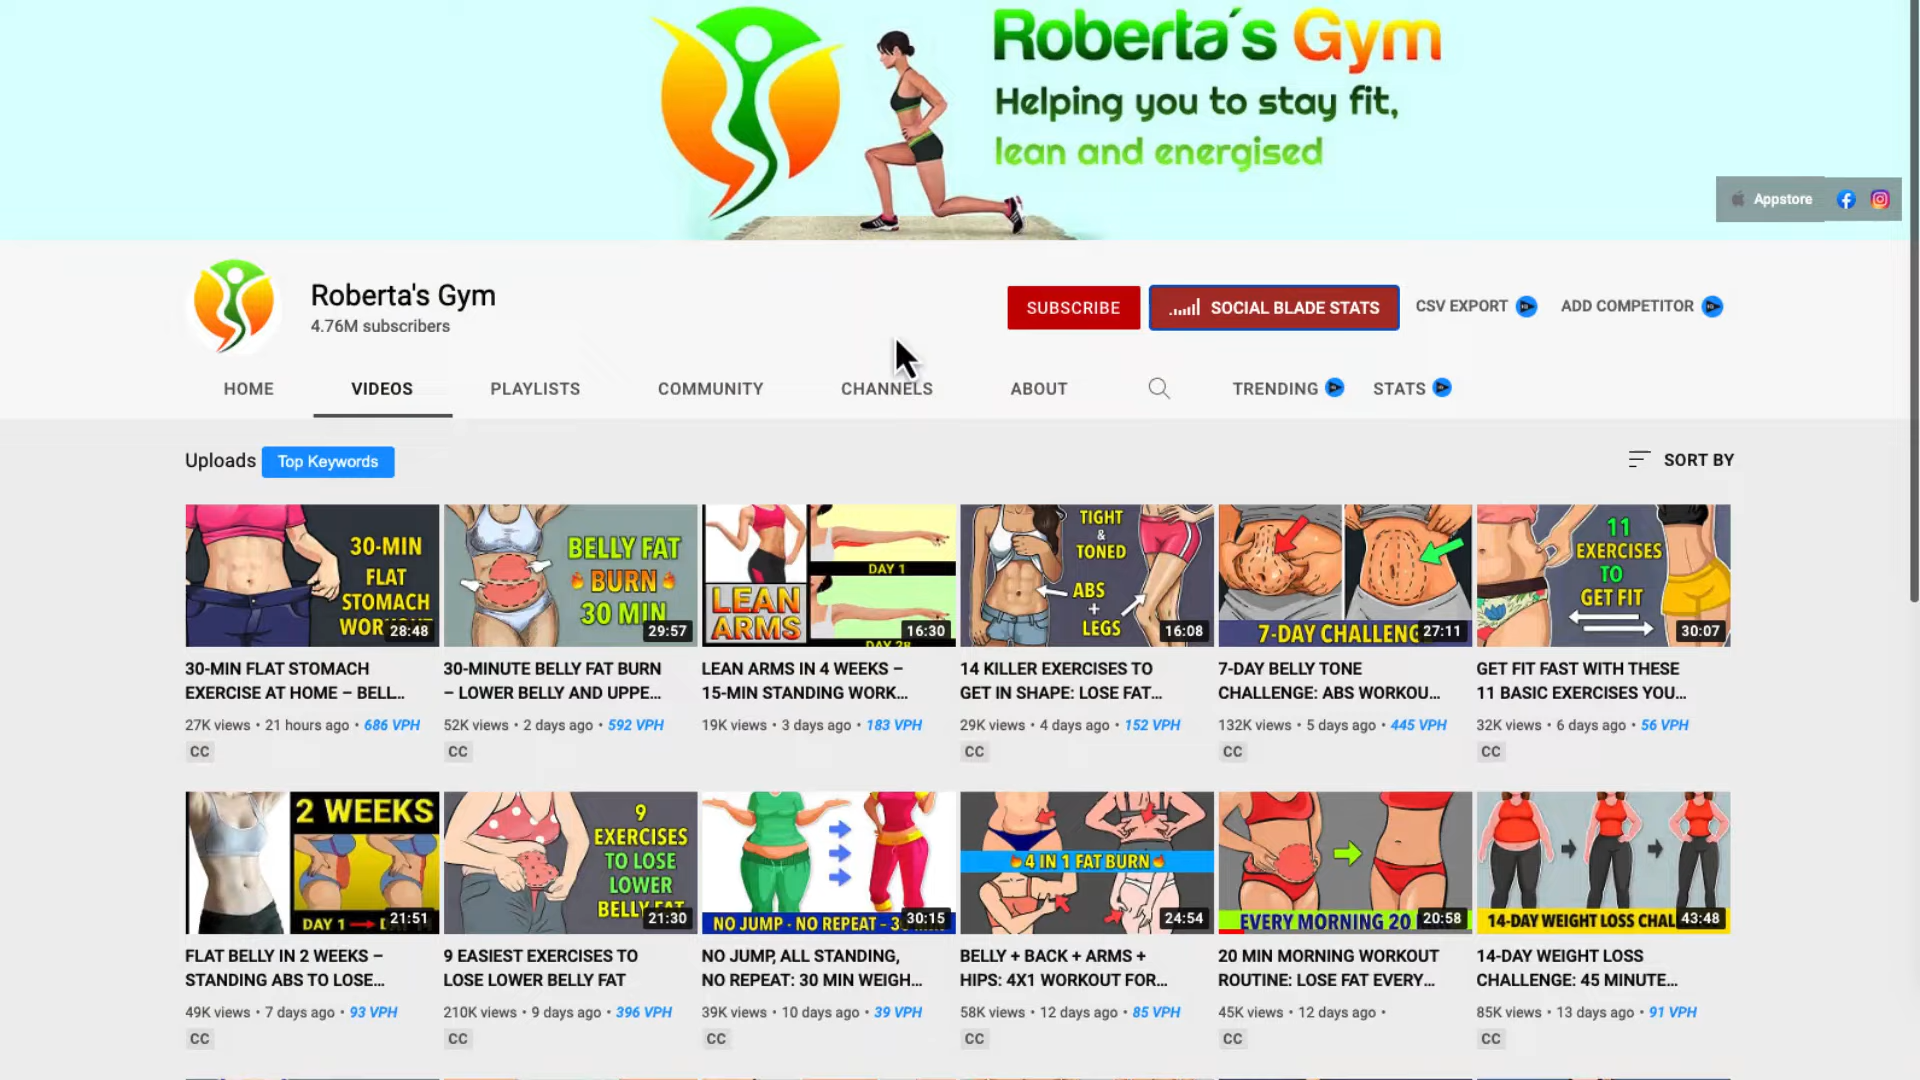 Roberta's Gym
Helping you to stay fit,
lean and energised
Appstore
Roberta's Gym
4.76M subscribers
SUBSCRIBE
SOCIAL BLADE STATS
CSV EXPORT
ADD COMPETITOR
HOME
VIDEOS
PLAYLISTS
COMMUNITY
CHANNELS
ABOUT
TRENDING
STATS
Uploads
Top Keywords
SORT BY
30-MIN
FLAT
STOMACH
28:48
BELLY FAT
BURN
30 MIN
29:57
LEAN
ARMS
DAY 1
DAY 28
16:30
TIGHT
&
TONED
ABS
+
LEGS
16:08
7-DAY
27:11
11
EXERCISES
TO
GET FIT
30:07
30-MIN FLAT STOMACH
EXERCISE AT HOME – BELL...
27K views • 21 hours ago • 686 VPH
CC
30-MINUTE BELLY FAT BURN
– LOWER BELLY AND UPPE...
52K views • 2 days ago • 592 VPH
CC
LEAN ARMS IN 4 WEEKS –
15-MIN STANDING WORK...
19K views • 3 days ago • 183 VPH
14 KILLER EXERCISES TO
GET IN SHAPE: LOSE FAT...
29K views • 4 days ago • 152 VPH
CC
7-DAY BELLY TONE
CHALLENGE: ABS WORKOU...
132K views • 5 days ago • 445 VPH
CC
GET FIT FAST WITH THESE
11 BASIC EXERCISES YOU...
32K views • 6 days ago • 56 VPH
CC
2 WEEKS
DAY 1
21:51
9
EXERCISES
TO LOSE
LOWER
BELLY FAT
21:30
NO JUMP - NO REPEAT -
30:15
4 IN 1 FAT BURN
24:54
EVERY MORNING 20
20:58
14-DAY WEIGHT LOSS
43:48
FLAT BELLY IN 2 WEEKS –
STANDING ABS TO LOSE...
49K views • 7 days ago • 93 VPH
CC
9 EASIEST EXERCISES TO
LOSE LOWER BELLY FAT
210K views • 9 days ago • 396 VPH
CC
NO JUMP, ALL STANDING,
NO REPEAT: 30 MIN WEIGH...
39K views • 10 days ago • 39 VPH
CC
BELLY + BACK + ARMS +
HIPS: 4X1 WORKOUT FOR...
58K views • 12 days ago • 85 VPH
CC
20 MIN MORNING WORKOUT
ROUTINE: LOSE FAT EVERY...
45K views • 12 days ago •
CC
14-DAY WEIGHT LOSS
CHALLENGE: 45 MINUTE...
85K views • 13 days ago • 91 VPH
CC